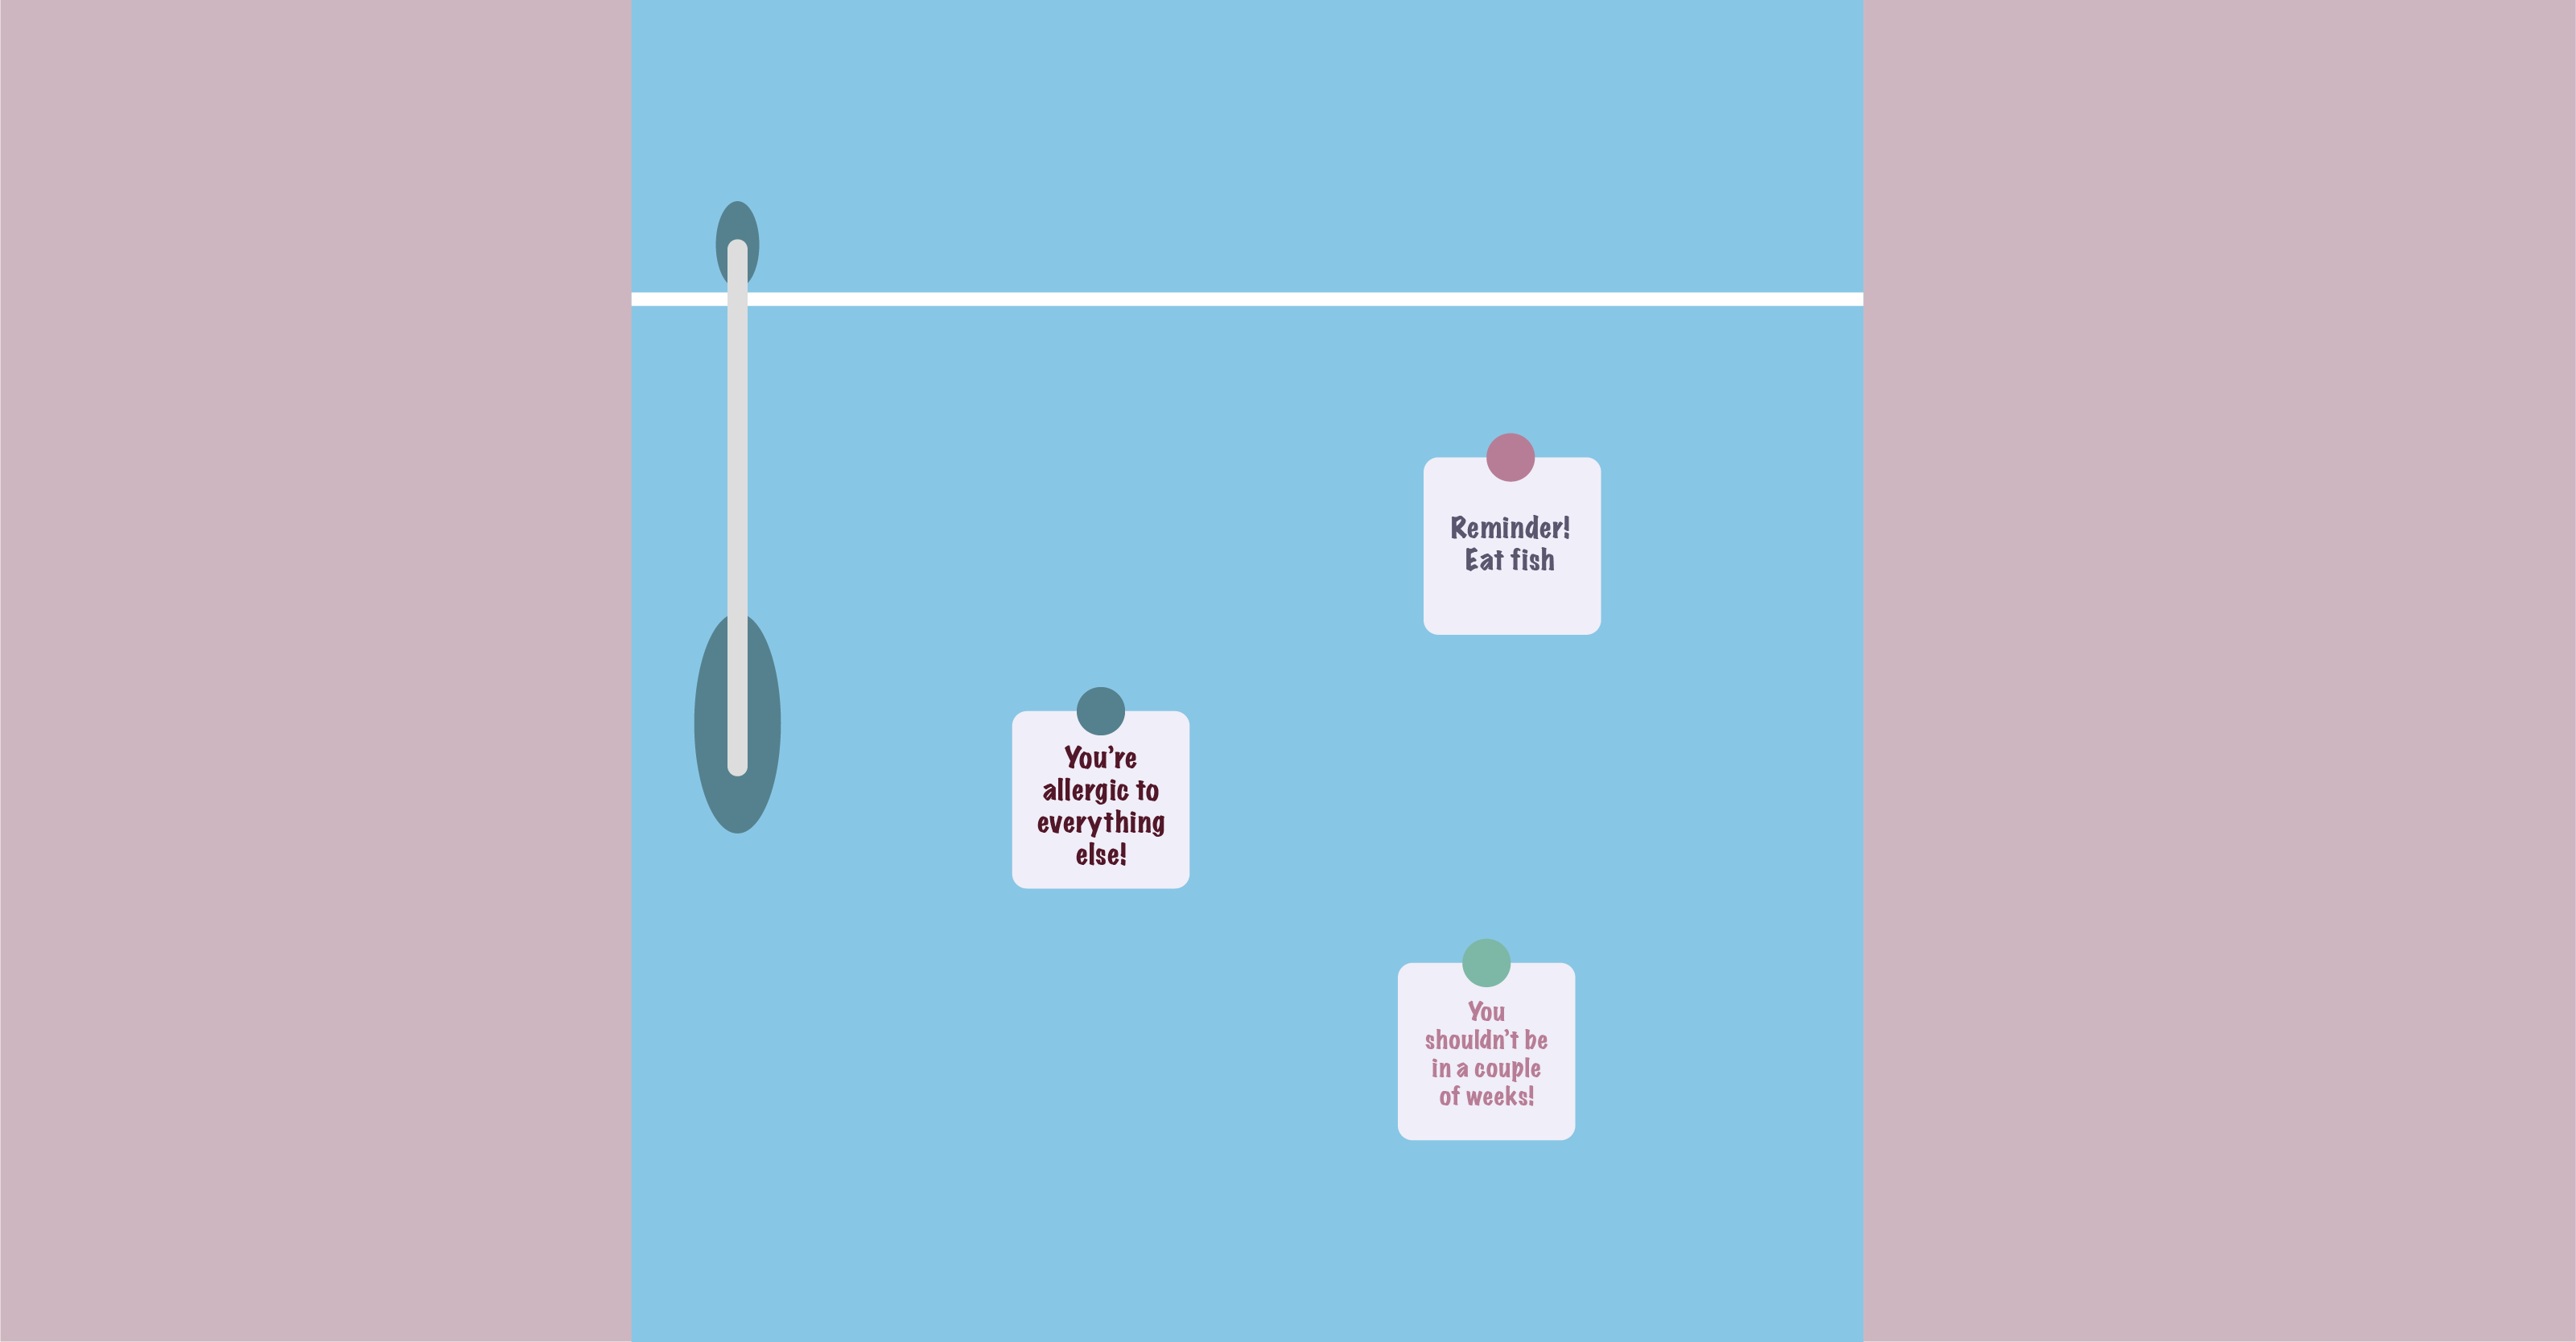 Reminder!
Eat fish
You’re
allergic to
everything
else!
You
shouldn’t be
in a couple
of weeks!